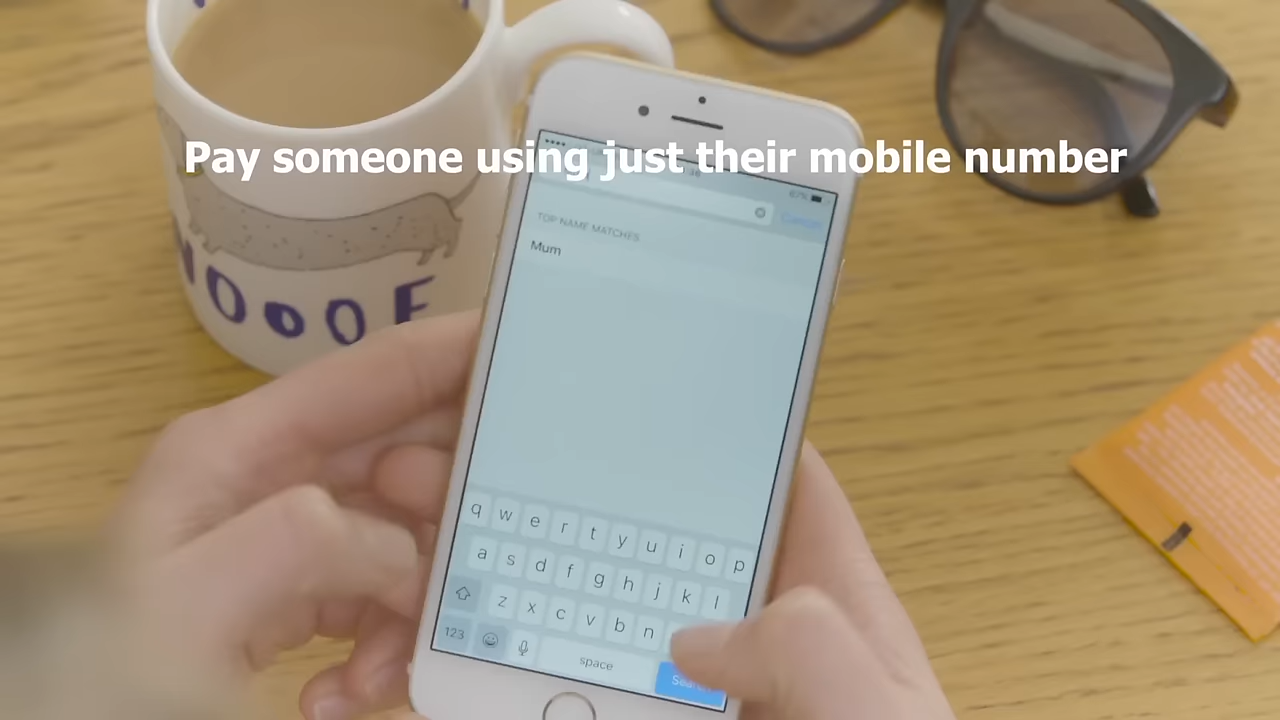 Pay someone using just their mobile number
TOP NAME MATCHES
Mum
q w e r t y u i o p
a s d f g h j k l
z x c v b n
123
space